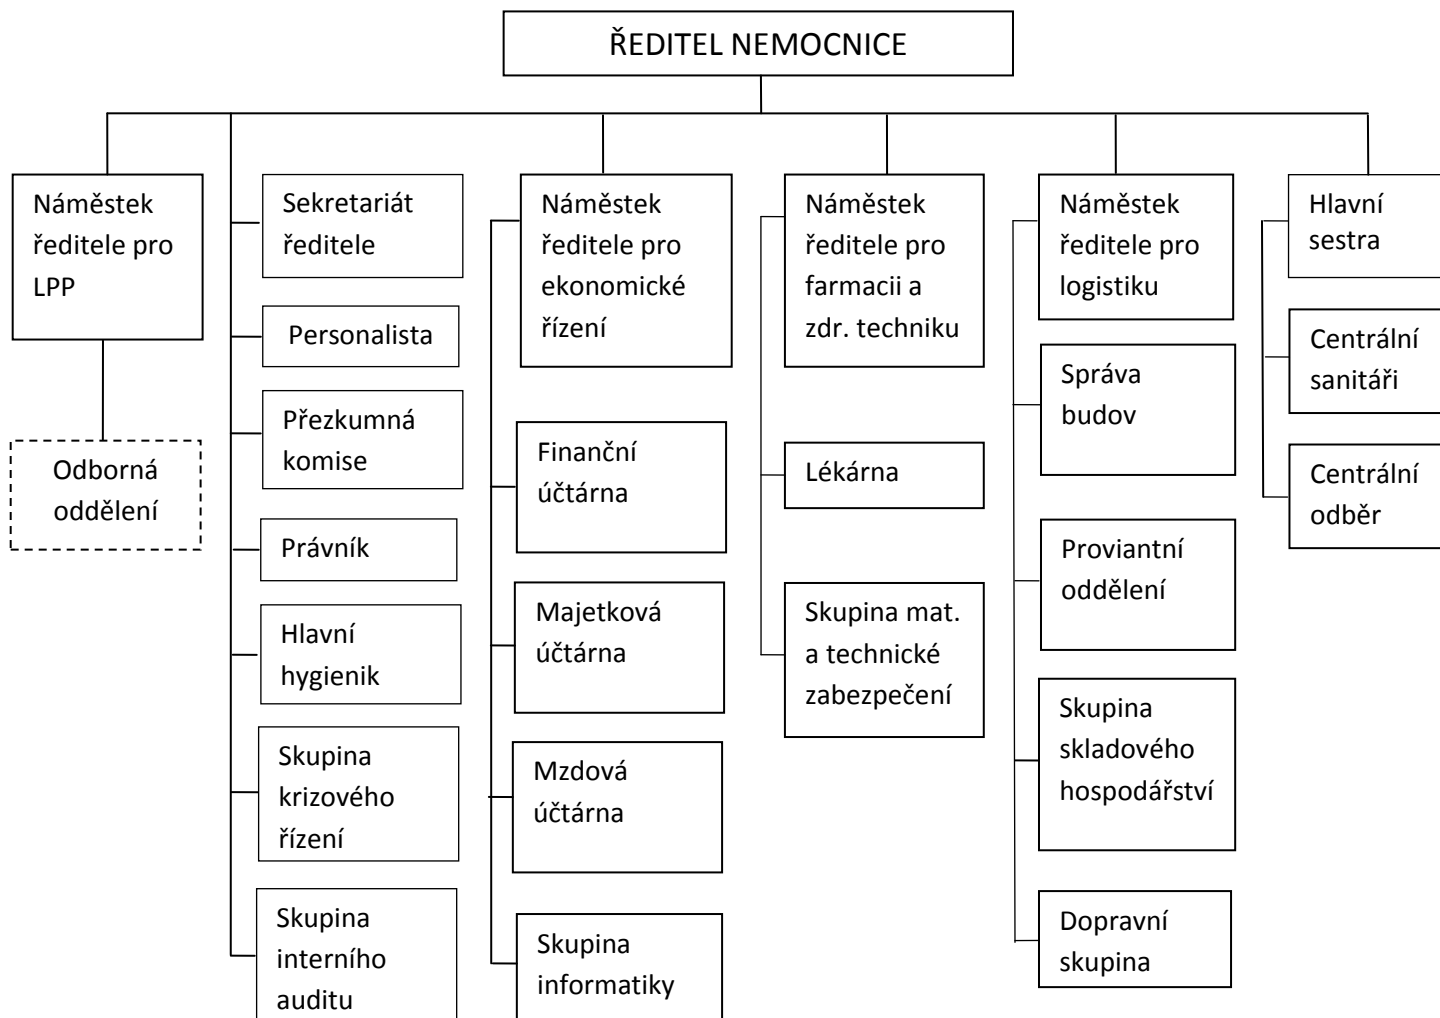 ŘEDITEL NEMOCNICE
Náměstek
ředitele pro
LPP
Odborná
oddělení
Sekretariát
ředitele
Personalista
Přezkumná
komise
Právník
Hlavní
hygienik
Skupina
krizového
řízení
Skupina
interního
auditu
Náměstek
ředitele pro
ekonomické
řízení
Finanční
účtárna
Majetková
účtárna
Mzdová
účtárna
Skupina
informatiky
Náměstek
ředitele pro
farmacii a
zdr. techniku
Lékárna
Skupina mat.
a technické
zabezpečení
Náměstek
ředitele pro
logistiku
Správa
budov
Proviantní
oddělení
Skupina
skladového
hospodářství
Dopravní
skupina
Hlavní
sestra
Centrální
sanitáři
Centrální
odběr